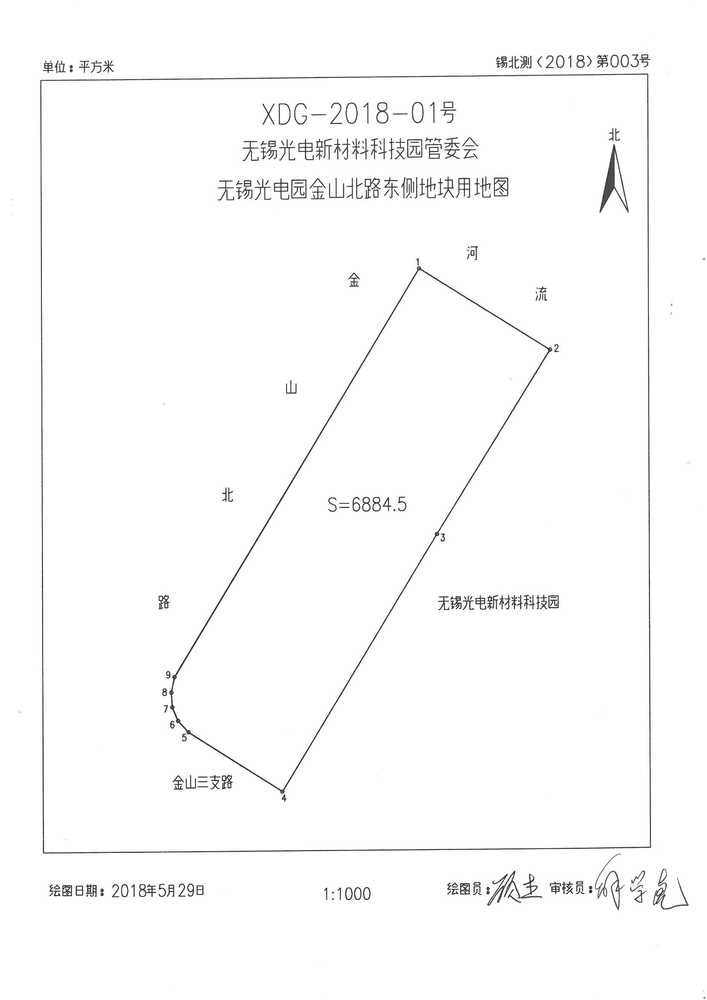 单位：平方米
锡北测（2018）第003号
XDG-2018-01号
无锡光电新材料科技园管委会
无锡光电园金山北路东侧地块用地图
北
河流
金山北路
1
2
S=6884.5
3
无锡光电新材料科技园
9
8
7
6
5
金山三支路
4
绘图日期：2018年5月29日
1:1000
绘图员：
审核员：